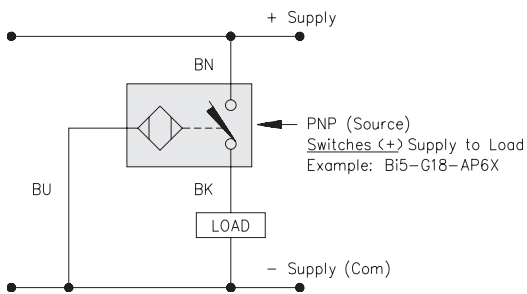 + Supply
BN
PNP (Source)
Switches (+) Supply to Load
Example: Bi5-G18-AP6X
BU
BK
LOAD
- Supply (Com)